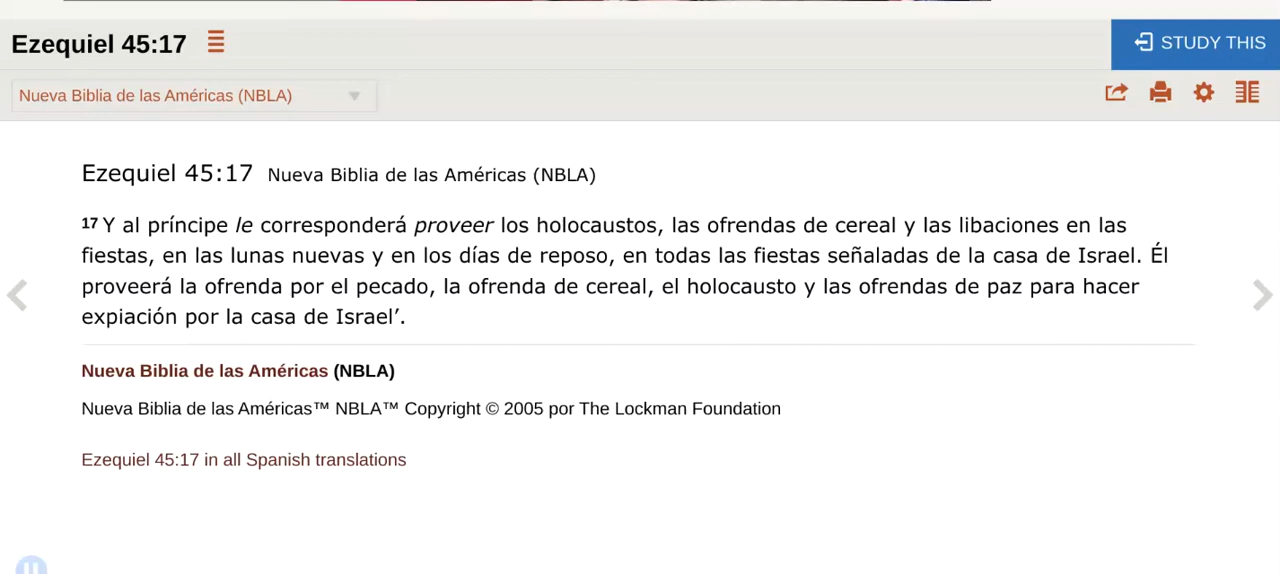 Ezequiel 45:17
STUDY THIS
Nueva Biblia de las Américas (NBLA)
Ezequiel 45:17 Nueva Biblia de las Américas (NBLA)
17 Y al príncipe le corresponderá proveer los holocaustos, las ofrendas de cereal y las libaciones en las
fiestas, en las lunas nuevas y en los días de reposo, en todas las fiestas señaladas de la casa de Israel. Él
proveerá la ofrenda por el pecado, la ofrenda de cereal, el holocausto y las ofrendas de paz para hacer
expiación por la casa de Israel’.
Nueva Biblia de las Américas (NBLA)
Nueva Biblia de las Américas™ NBLA™ Copyright © 2005 por The Lockman Foundation
Ezequiel 45:17 in all Spanish translations